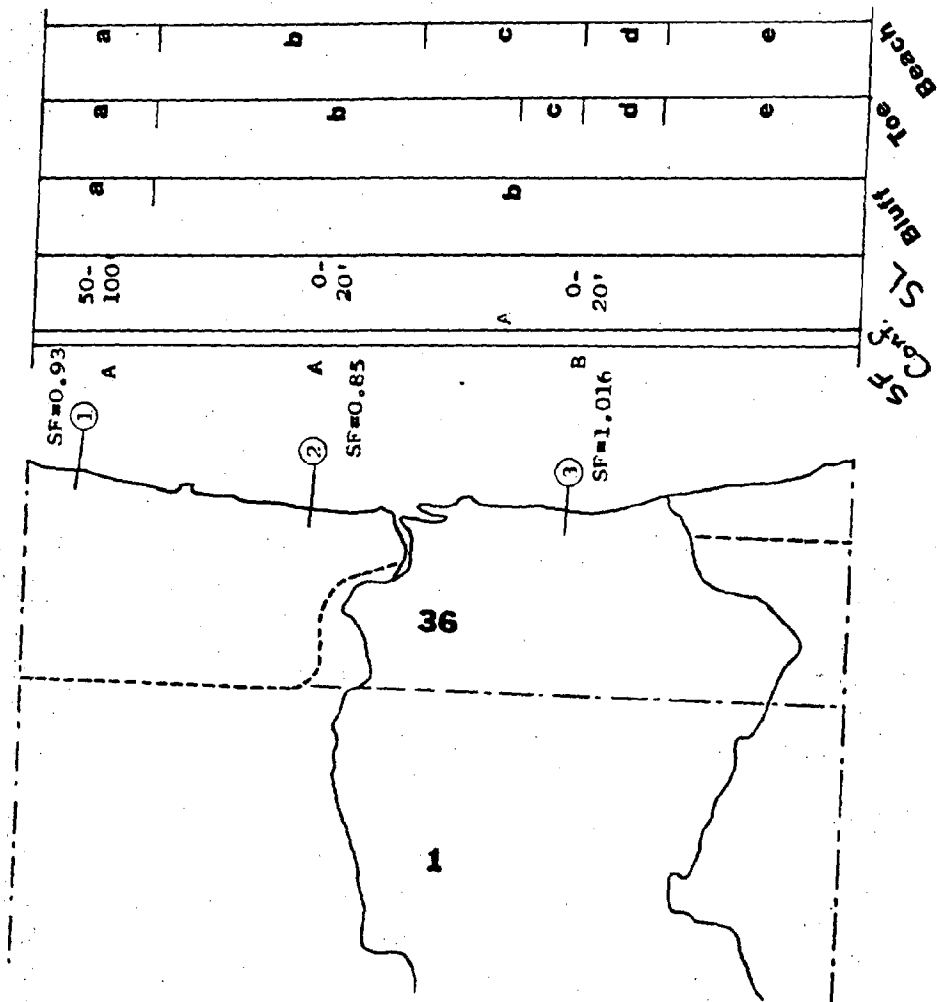 Beach
a
b
c
d
e
Toe
a
b
c
d
e
Bluff
a
b
SL
50-
100'
0-
20'
0-
20'
Conf.
A
SF
SF=0.93
A
A
SF=0.85
B
SF=1.016
1
2
3
36
1